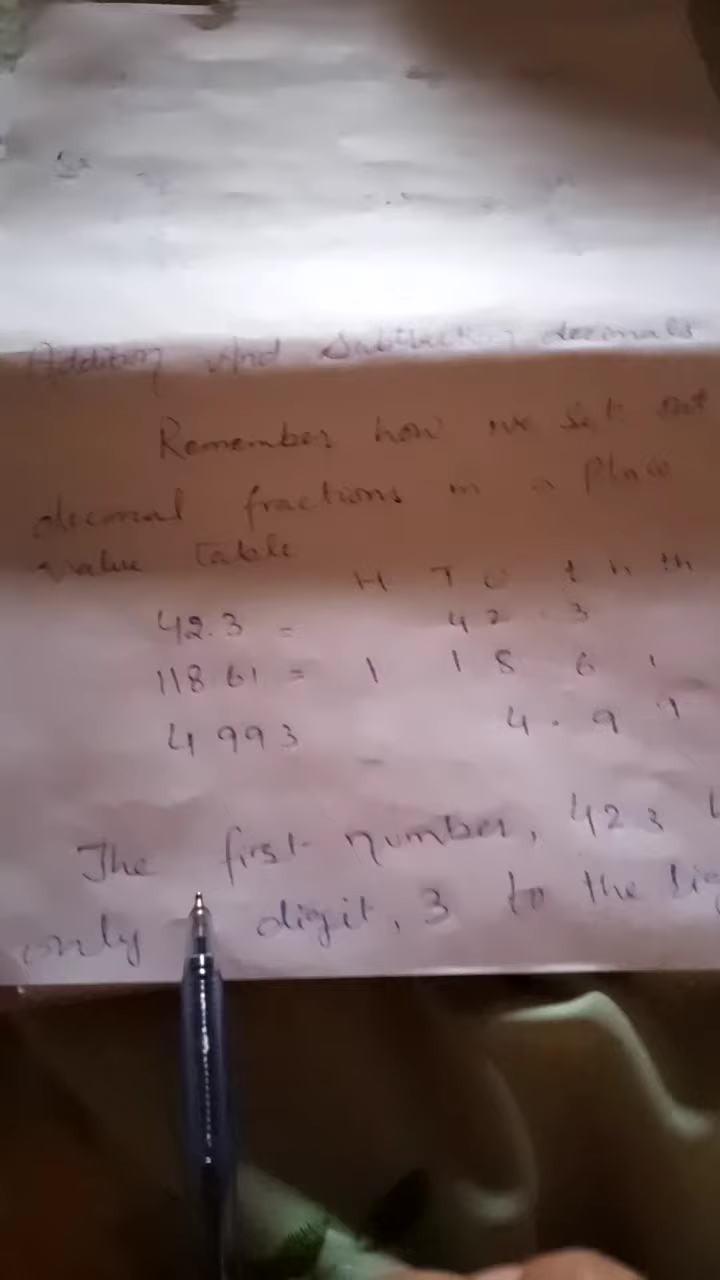 Addition And Subtracting decimals
Remember how we set out
decimal fractions in a Place
value Table
H T U t h th
42.3 = 4 2 . 3
118 61 = 1 1 8 6 1
4 993 4 . 9 9
The first number, 42 3
only digit, 3 to the